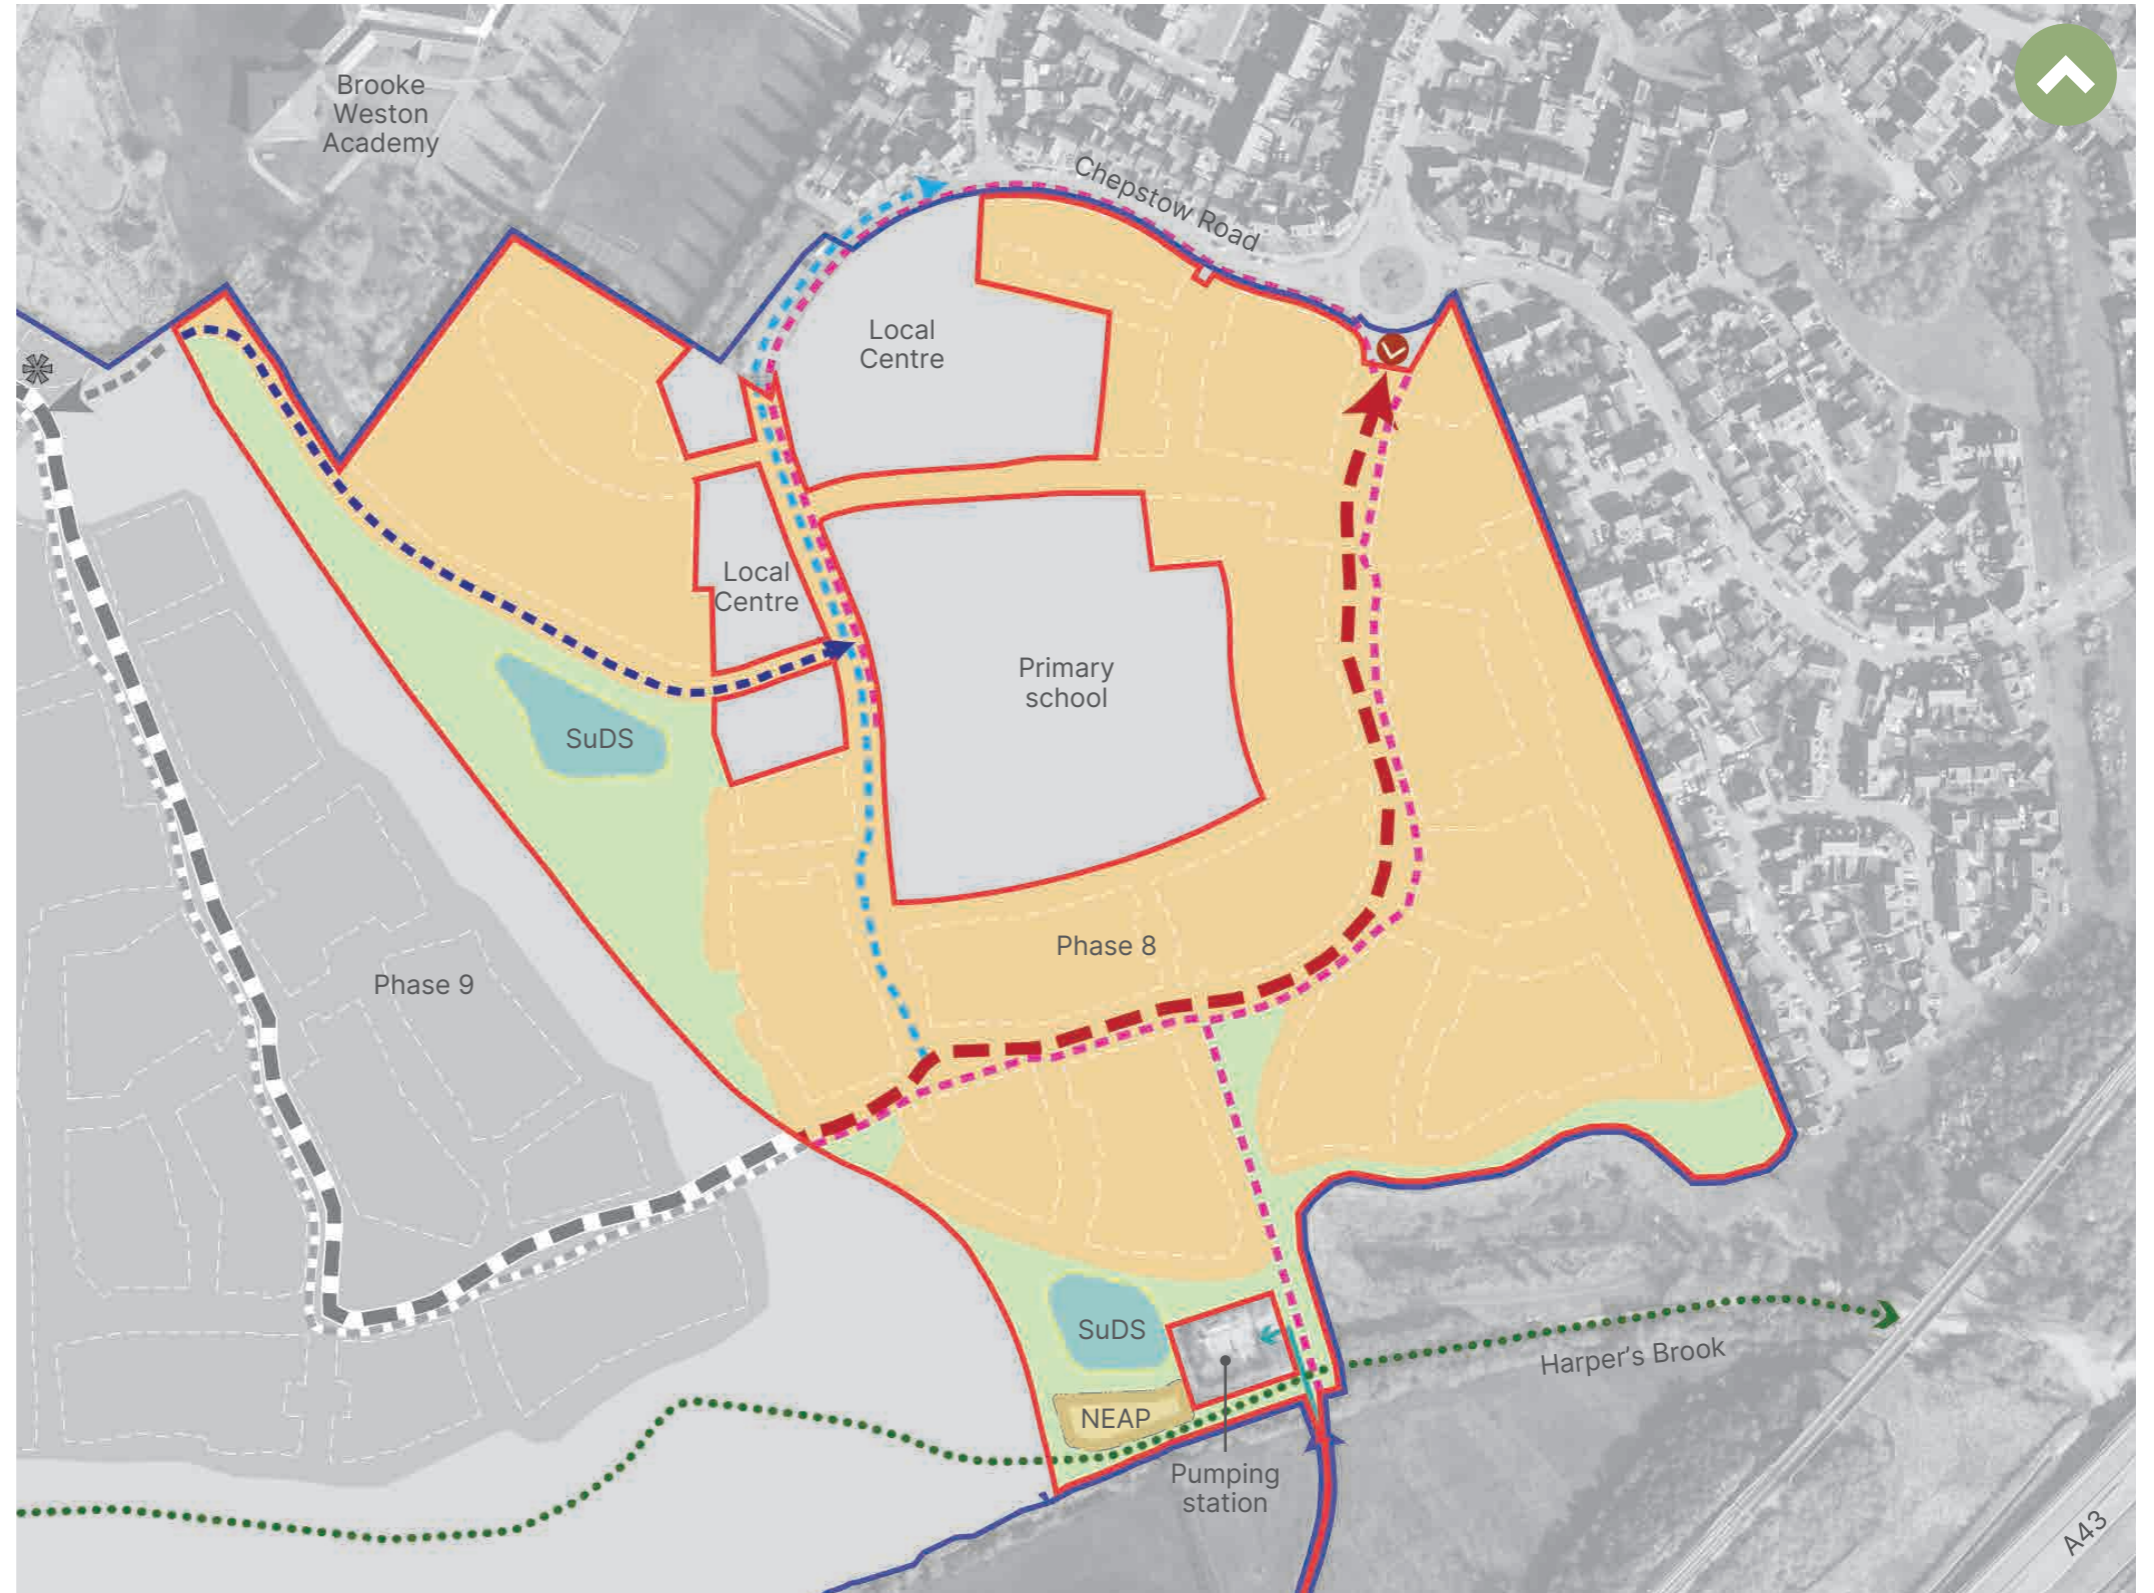 Brooke
Weston
Academy
Chepstow Road
Local
Centre
Local
Centre
Primary
school
SuDS
Phase 8
Phase 9
SuDS
Harper's Brook
NEAP
Pumping
station
A43